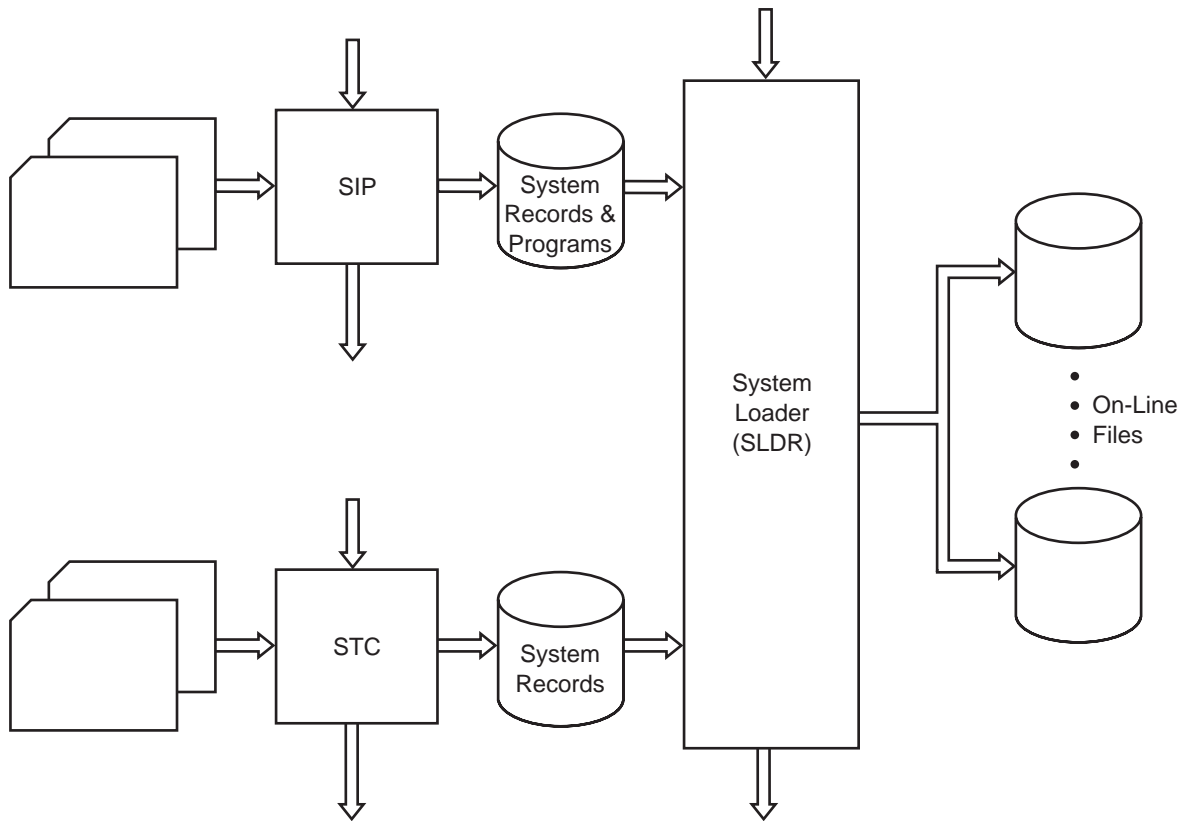 SIP
System
Records &
Programs
System
Loader
(SLDR)
On-Line
Files
STC
System
Records